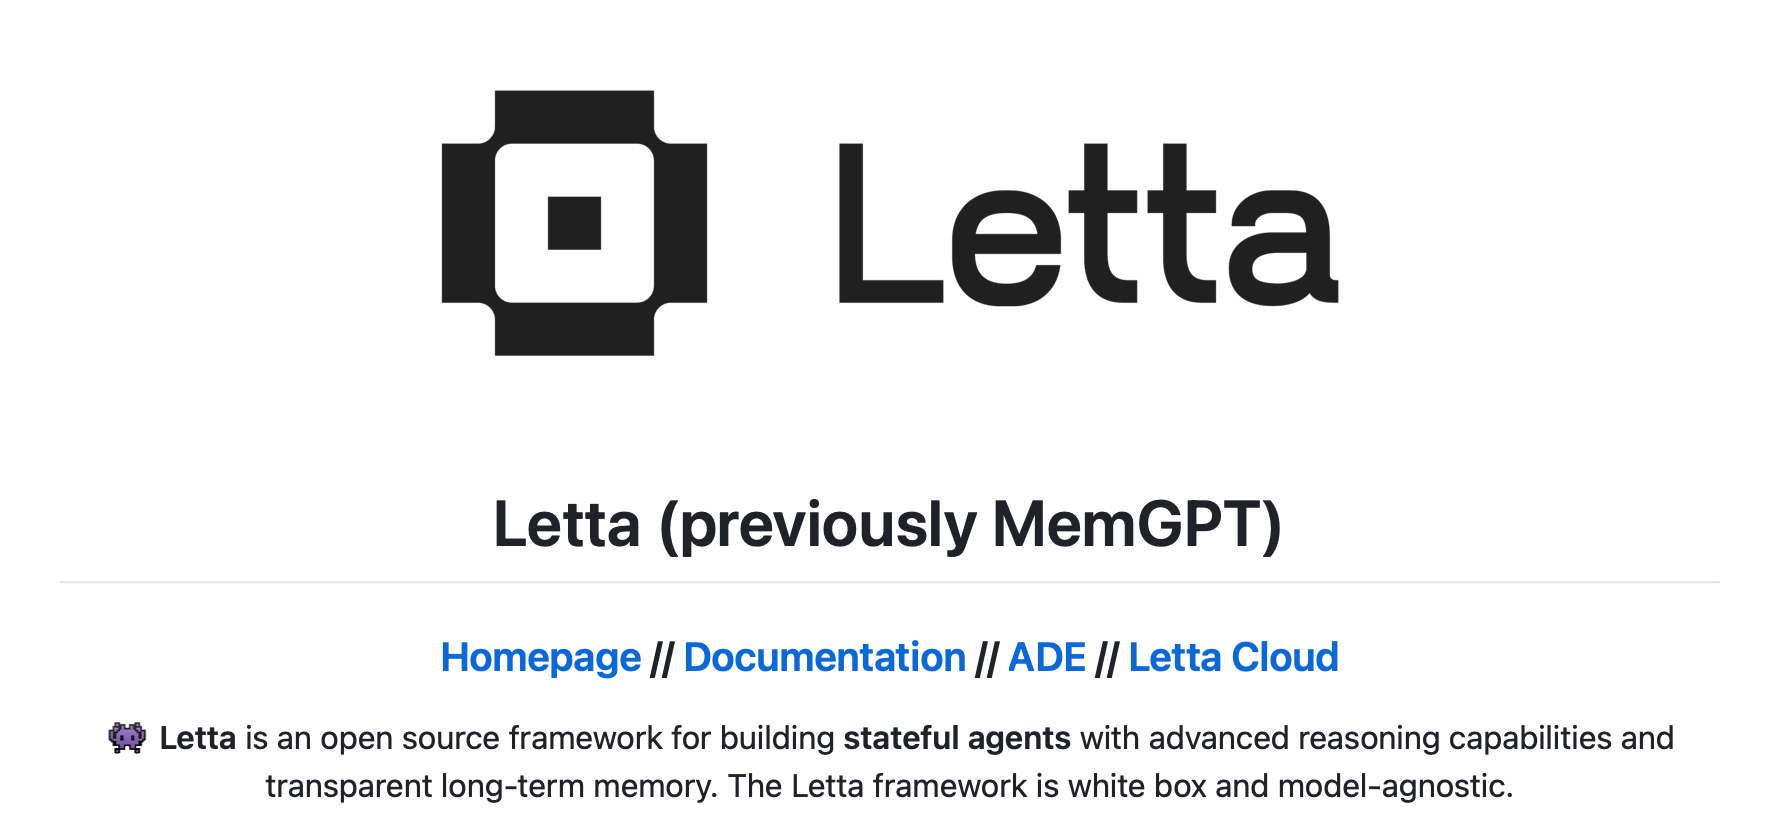 Letta
Letta (previously MemGPT)
Homepage // Documentation // ADE // Letta Cloud
👾 Letta is an open source framework for building stateful agents with advanced reasoning capabilities and
transparent long-term memory. The Letta framework is white box and model-agnostic.